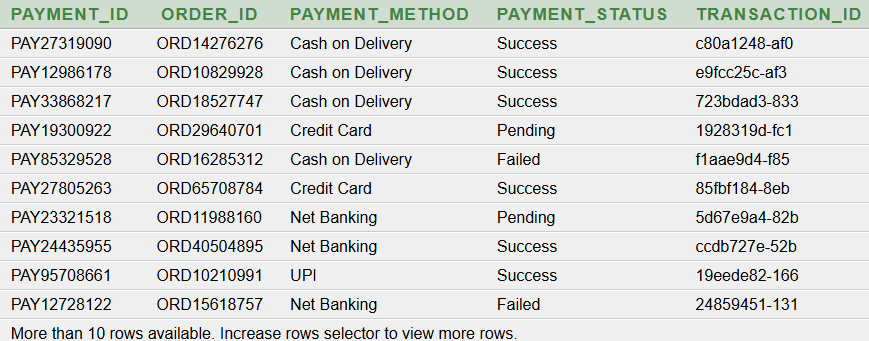 PAYMENT_ID ORDER_ID PAYMENT_METHOD PAYMENT_STATUS TRANSACTION_ID
PAY27319090 ORD14276276 Cash on Delivery Success c80a1248-af0
PAY12986178 ORD10829928 Cash on Delivery Success e9fcc25c-af3
PAY33868217 ORD18527747 Cash on Delivery Success 723bdad3-833
PAY19300922 ORD29640701 Credit Card Pending 1928319d-fc1
PAY85329528 ORD16285312 Cash on Delivery Failed f1aae9d4-f85
PAY27805263 ORD65708784 Credit Card Success 85fbf184-8eb
PAY23321518 ORD11988160 Net Banking Pending 5d67e9a4-82b
PAY24435955 ORD40504895 Net Banking Success ccdb727e-52b
PAY95708661 ORD10210991 UPI Success 19eede82-166
PAY12728122 ORD15618757 Net Banking Failed 24859451-131
More than 10 rows available. Increase rows selector to view more rows.